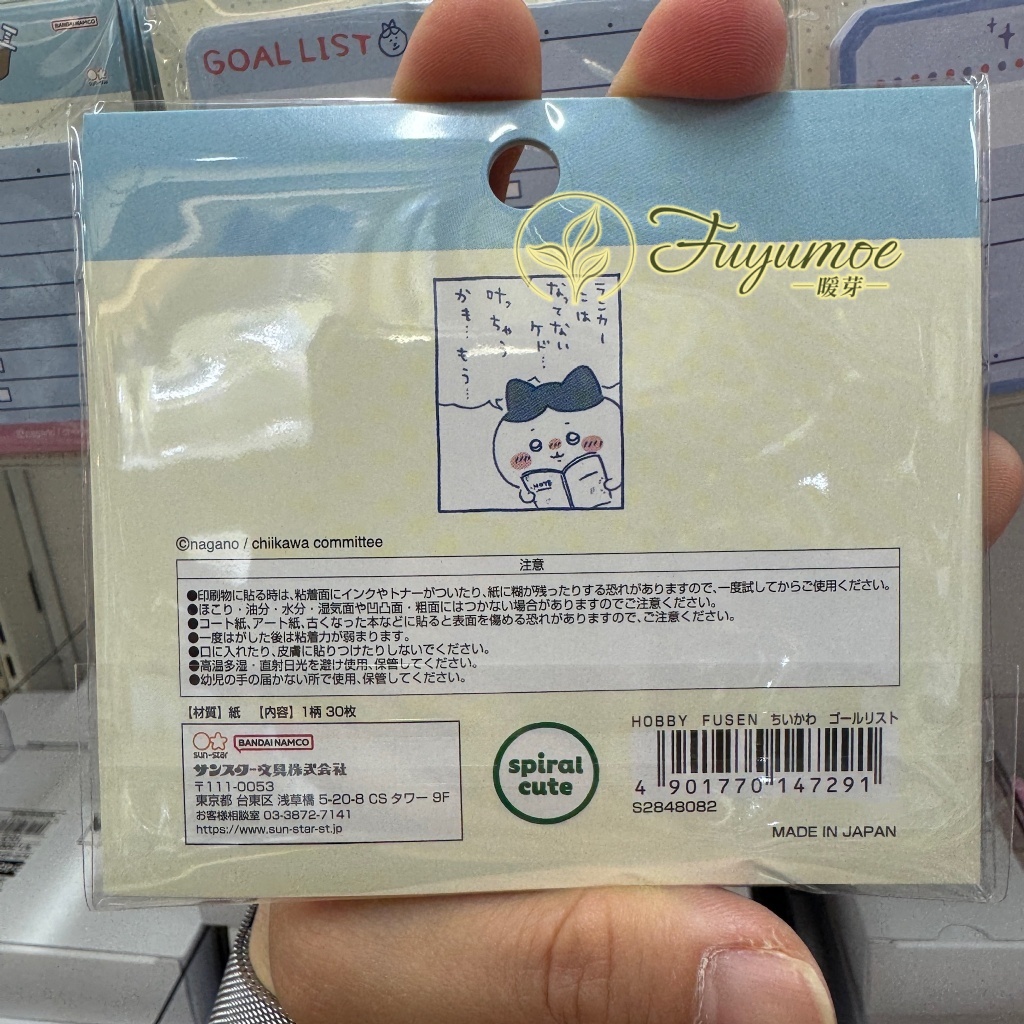 BANDAI NAMCO
GOAL LIST
Fuyumoe
暖芽
ランカー
には
なってない
ケド…
叶っちゃう
かも…もう…
NOTE
©nagano / chiikawa committee
注意
●印刷物に貼る時は、粘着面にインクやトナーがついたり、紙に糊が残ったりする恐れがありますので、一度試してからご使用ください。
●ほこり・油分・水分・湿気面や凹凸面・粗面にはつかない場合がありますのでご注意ください。
●コート紙、アート紙、古くなった本などに貼ると表面を傷める恐れがありますので、ご注意ください。
●一度はがした後は粘着力が弱まります。
●口に入れたり、皮膚に貼りつけたりしないでください。
●高温多湿・直射日光を避け使用、保管してください。
●幼児の手の届かない所で使用、保管してください。
【材質】紙 【内容】1柄 30枚
sun-star BANDAI NAMCO
サンスター文具株式会社
〒111-0053
東京都 台東区 浅草橋 5-20-8 CS タワー 9F
お客様相談室 03-3872-7141
https://www.sun-star-st.jp
spiral
cute
HOBBY FUSEN ちいかわ ゴールリスト
4 901770 147291
S2848082
MADE IN JAPAN